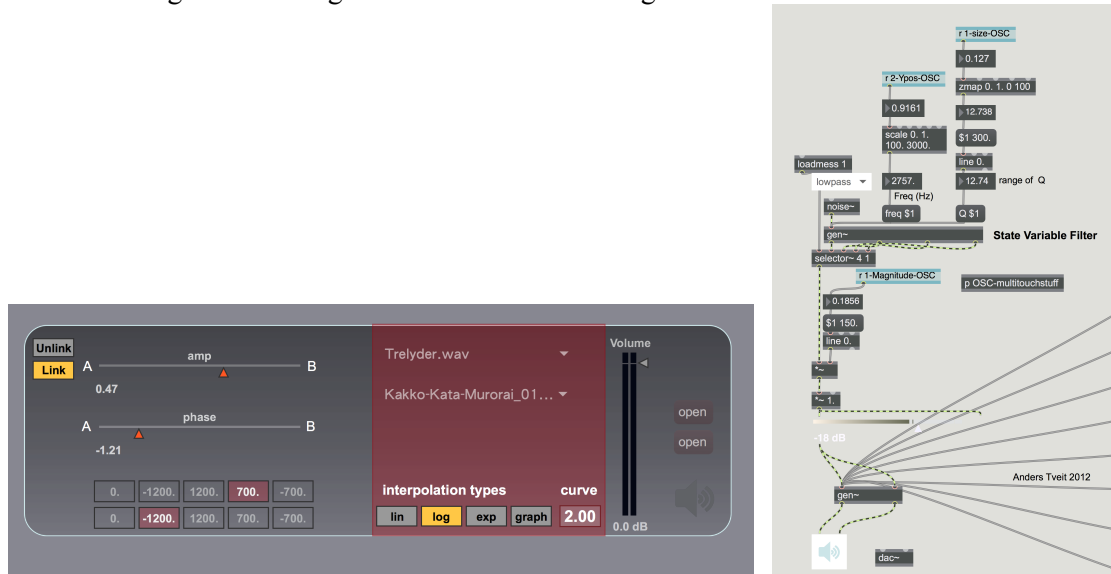 Unlink
Link
A
amp
B
0.47
A
phase
B
-1.21
0.
-1200.
1200.
700.
-700.
0.
-1200.
1200.
700.
-700.
Trelyder.wav
Kakko-Kata-Murorai_01...
interpolation types
curve
lin
log
exp
graph
2.00
Volume
0.0 dB
open
open
r 1-size-OSC
0.127
zmap 0. 1. 0 100
12.738
$1 300.
line 0.
12.74
range of Q
Q $1
r 2-Ypos-OSC
0.9161
scale 0. 1.
100. 3000.
2757.
Freq (Hz)
freq $1
loadmess 1
lowpass
noise~
gen~
State Variable Filter
selector~ 4 1
r 1-Magnitude-OSC
p OSC-multitouchstuff
0.1856
$1 150.
line 0.
*~
*~ 1.
-18 dB
Anders Tveit 2012
gen~
dac~